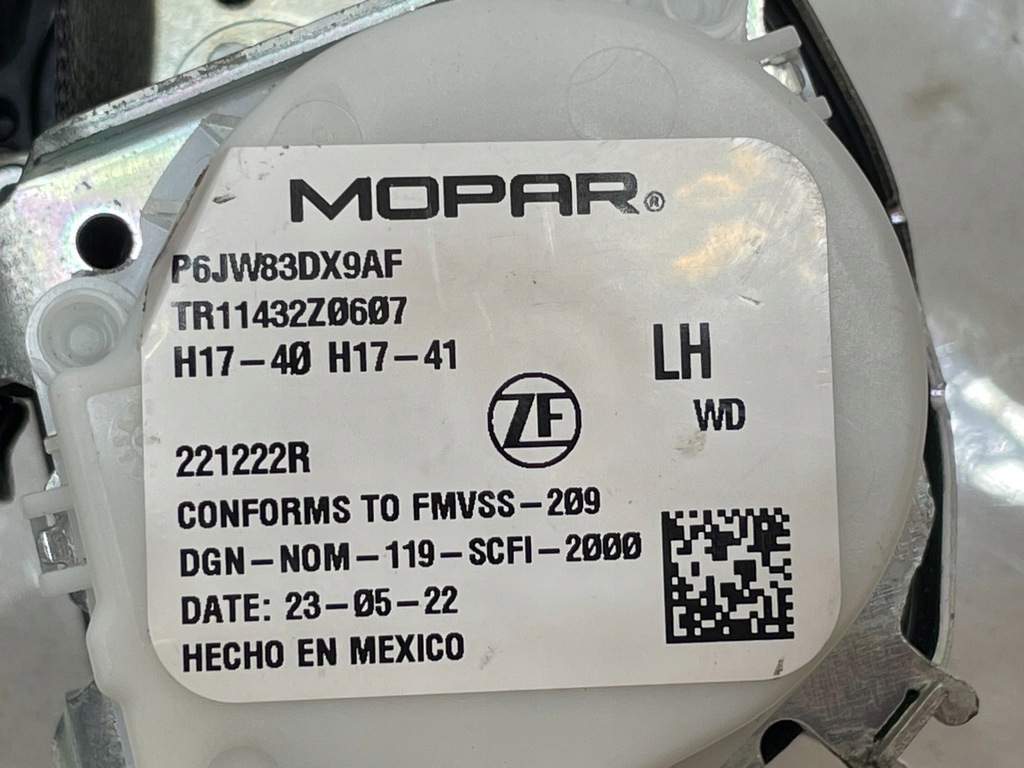 MOPAR®
P6JW83DX9AF
TR11432Z0607
H17-40 H17-41
LH
ZF
WD
221222R
CONFORMS TO FMVSS-209
DGN-NOM-119-SCFI-2000
DATE: 23-05-22
HECHO EN MEXICO